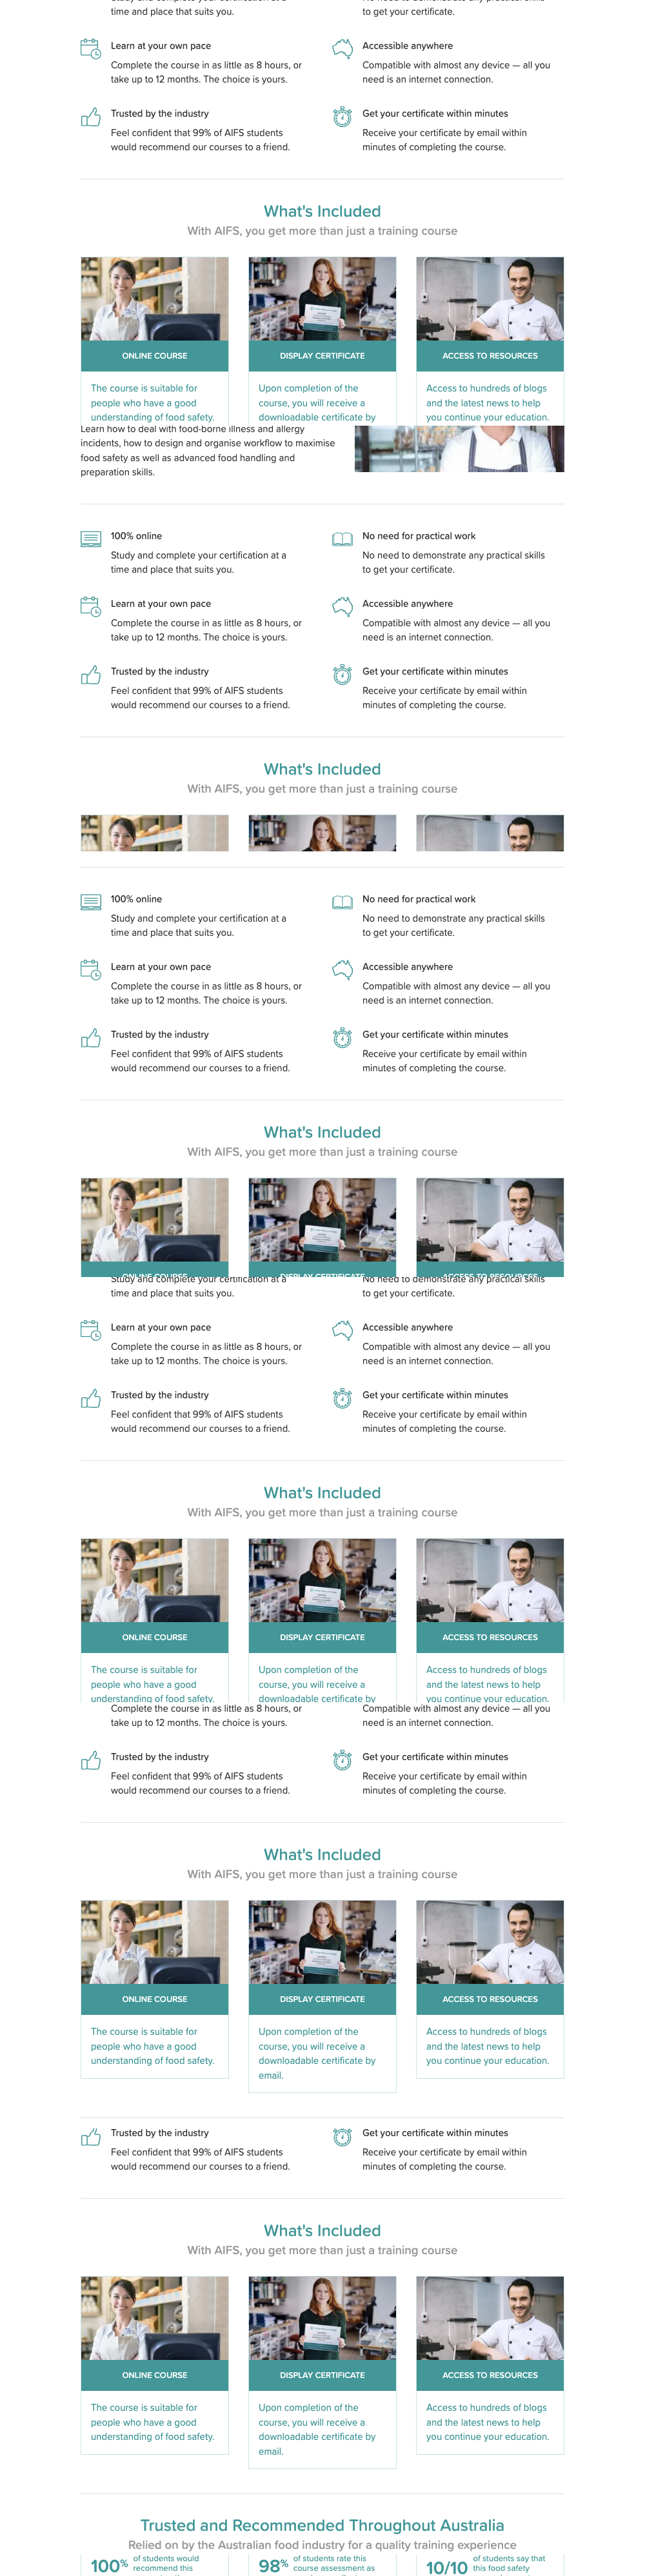 Study and complete your certification at a
time and place that suits you.
No need to demonstrate any practical skills
to get your certificate.
Learn at your own pace
Complete the course in as little as 8 hours, or
take up to 12 months. The choice is yours.
Accessible anywhere
Compatible with almost any device — all you
need is an internet connection.
Trusted by the industry
Feel confident that 99% of AIFS students
would recommend our courses to a friend.
Get your certificate within minutes
Receive your certificate by email within
minutes of completing the course.
What's Included
With AIFS, you get more than just a training course
ONLINE COURSE
The course is suitable for
people who have a good
understanding of food safety.
DISPLAY CERTIFICATE
Upon completion of the
course, you will receive a
downloadable certificate by
ACCESS TO RESOURCES
Access to hundreds of blogs
and the latest news to help
you continue your education.
Learn how to deal with food-borne illness and allergy
incidents, how to design and organise workflow to maximise
food safety as well as advanced food handling and
preparation skills.
100% online
Study and complete your certification at a
time and place that suits you.
No need for practical work
No need to demonstrate any practical skills
to get your certificate.
Learn at your own pace
Complete the course in as little as 8 hours, or
take up to 12 months. The choice is yours.
Accessible anywhere
Compatible with almost any device — all you
need is an internet connection.
Trusted by the industry
Feel confident that 99% of AIFS students
would recommend our courses to a friend.
Get your certificate within minutes
Receive your certificate by email within
minutes of completing the course.
What's Included
With AIFS, you get more than just a training course
100% online
Study and complete your certification at a
time and place that suits you.
No need for practical work
No need to demonstrate any practical skills
to get your certificate.
Learn at your own pace
Complete the course in as little as 8 hours, or
take up to 12 months. The choice is yours.
Accessible anywhere
Compatible with almost any device — all you
need is an internet connection.
Trusted by the industry
Feel confident that 99% of AIFS students
would recommend our courses to a friend.
Get your certificate within minutes
Receive your certificate by email within
minutes of completing the course.
What's Included
With AIFS, you get more than just a training course
ONLINE COURSE
DISPLAY CERTIFICATE
ACCESS TO RESOURCES
Study and complete your certification at a
time and place that suits you.
No need to demonstrate any practical skills
to get your certificate.
Learn at your own pace
Complete the course in as little as 8 hours, or
take up to 12 months. The choice is yours.
Accessible anywhere
Compatible with almost any device — all you
need is an internet connection.
Trusted by the industry
Feel confident that 99% of AIFS students
would recommend our courses to a friend.
Get your certificate within minutes
Receive your certificate by email within
minutes of completing the course.
What's Included
With AIFS, you get more than just a training course
ONLINE COURSE
The course is suitable for
people who have a good
understanding of food safety.
DISPLAY CERTIFICATE
Upon completion of the
course, you will receive a
downloadable certificate by
ACCESS TO RESOURCES
Access to hundreds of blogs
and the latest news to help
you continue your education.
Complete the course in as little as 8 hours, or
take up to 12 months. The choice is yours.
Compatible with almost any device — all you
need is an internet connection.
Trusted by the industry
Feel confident that 99% of AIFS students
would recommend our courses to a friend.
Get your certificate within minutes
Receive your certificate by email within
minutes of completing the course.
What's Included
With AIFS, you get more than just a training course
ONLINE COURSE
The course is suitable for
people who have a good
understanding of food safety.
DISPLAY CERTIFICATE
Upon completion of the
course, you will receive a
downloadable certificate by
email.
ACCESS TO RESOURCES
Access to hundreds of blogs
and the latest news to help
you continue your education.
Trusted by the industry
Feel confident that 99% of AIFS students
would recommend our courses to a friend.
Get your certificate within minutes
Receive your certificate by email within
minutes of completing the course.
What's Included
With AIFS, you get more than just a training course
ONLINE COURSE
The course is suitable for
people who have a good
understanding of food safety.
DISPLAY CERTIFICATE
Upon completion of the
course, you will receive a
downloadable certificate by
email.
ACCESS TO RESOURCES
Access to hundreds of blogs
and the latest news to help
you continue your education.
Trusted and Recommended Throughout Australia
Relied on by the Australian food industry for a quality training experience
100% of students would
recommend this
98% of students rate this
course assessment as
10/10 of students say that
this food safety